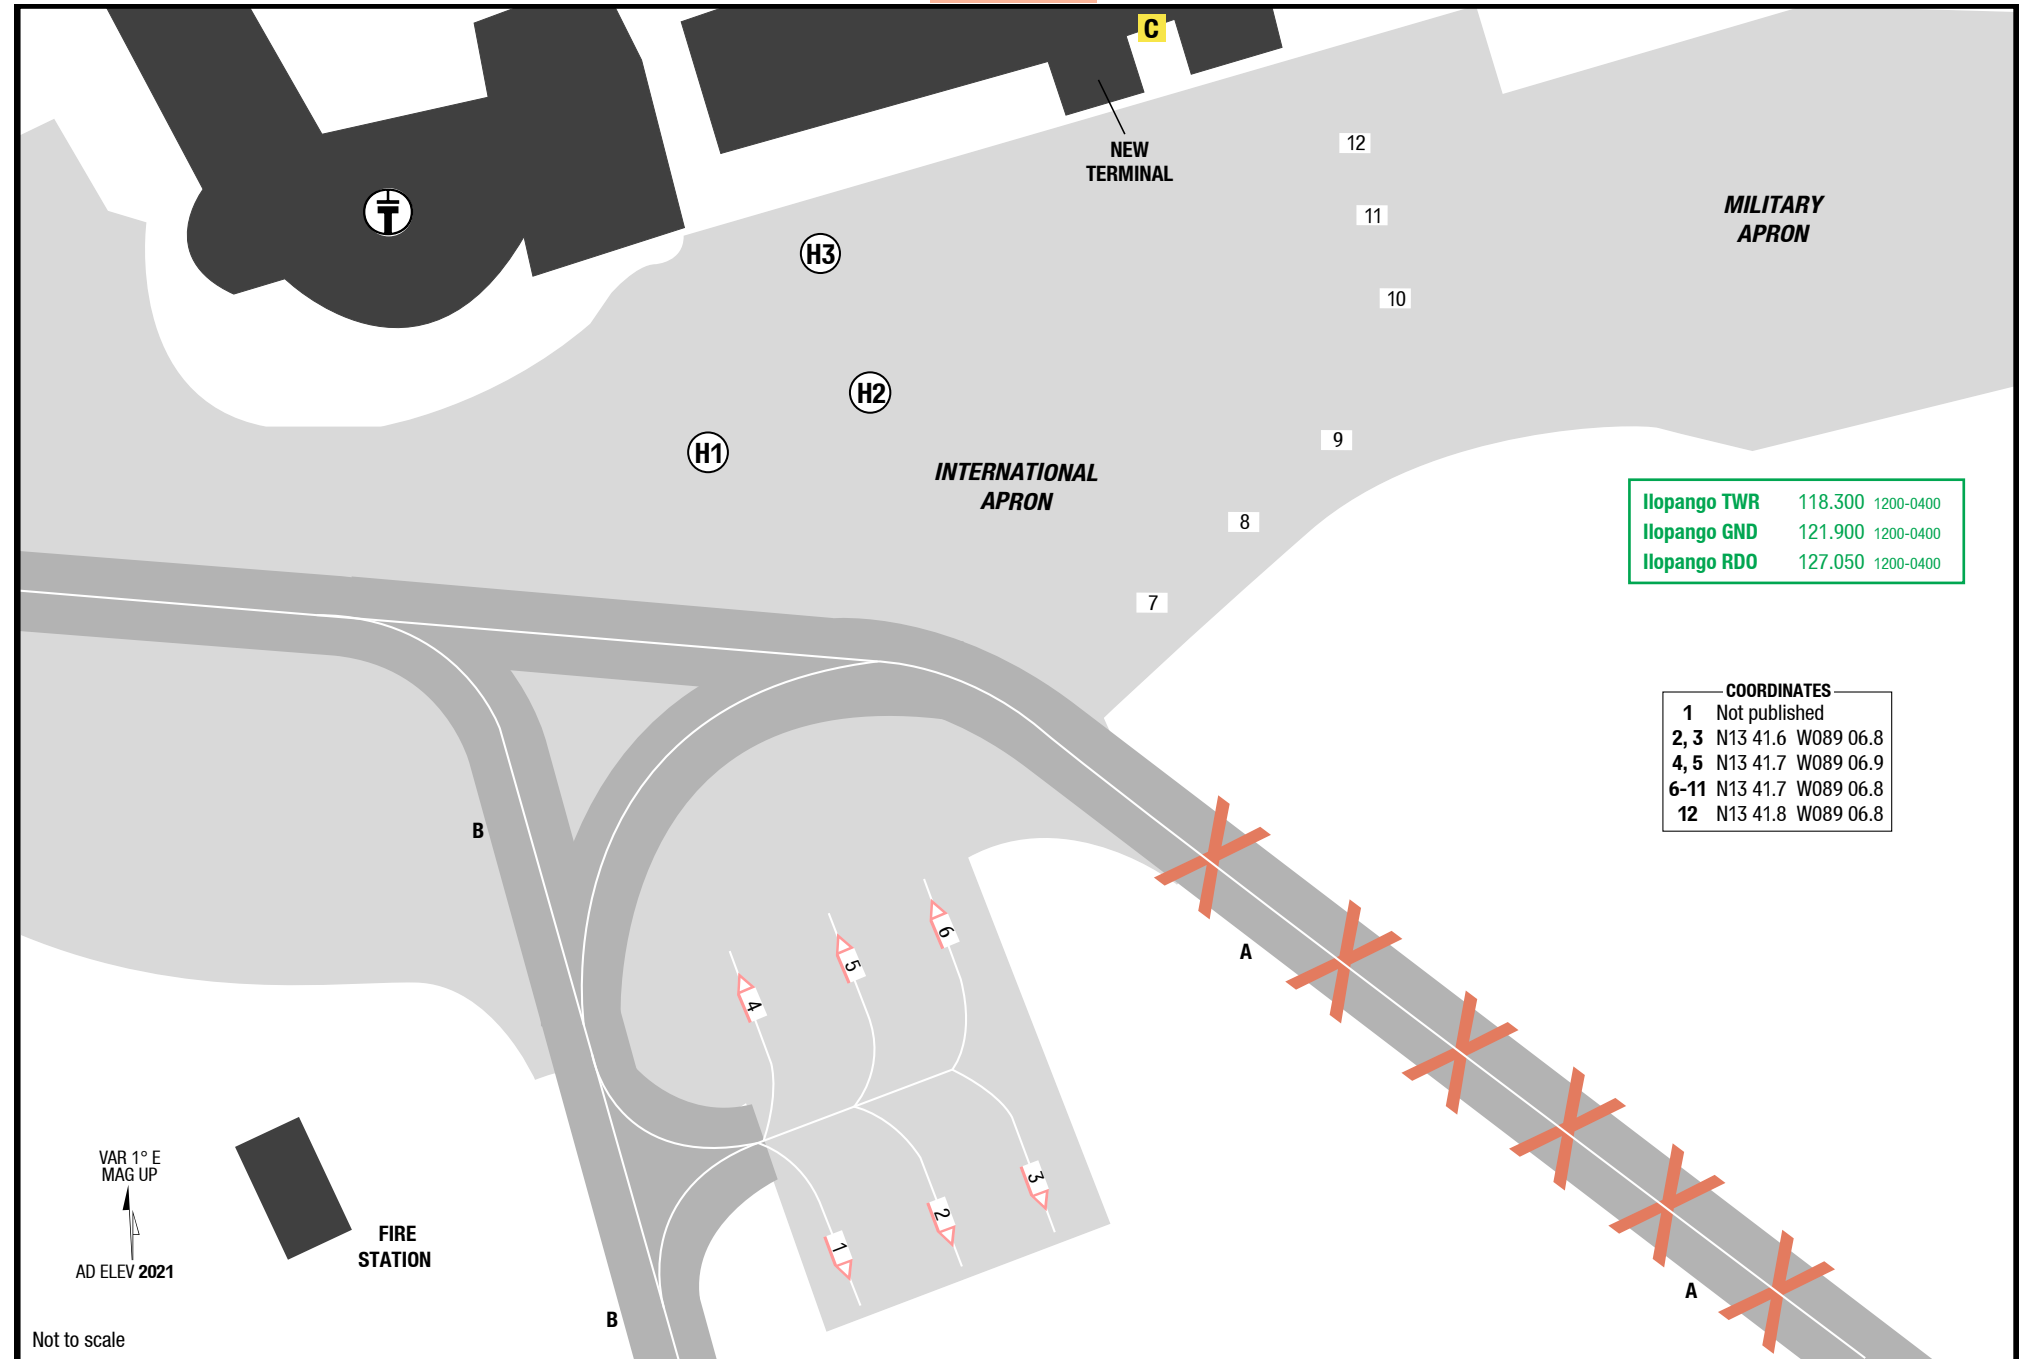 C
NEW
TERMINAL
12
11
10
MILITARY
APRON
T
H3
H2
H1
9
INTERNATIONAL
APRON
8
7
Ilopango TWR 118.300 1200-0400
Ilopango GND 121.900 1200-0400
Ilopango RDO 127.050 1200-0400
COORDINATES
1 Not published
2, 3 N13 41.6 W089 06.8
4, 5 N13 41.7 W089 06.9
6-11 N13 41.7 W089 06.8
12 N13 41.8 W089 06.8
B
6
5
4
A
3
2
1
A
VAR 1° E
MAG UP
AD ELEV 2021
FIRE
STATION
B
Not to scale